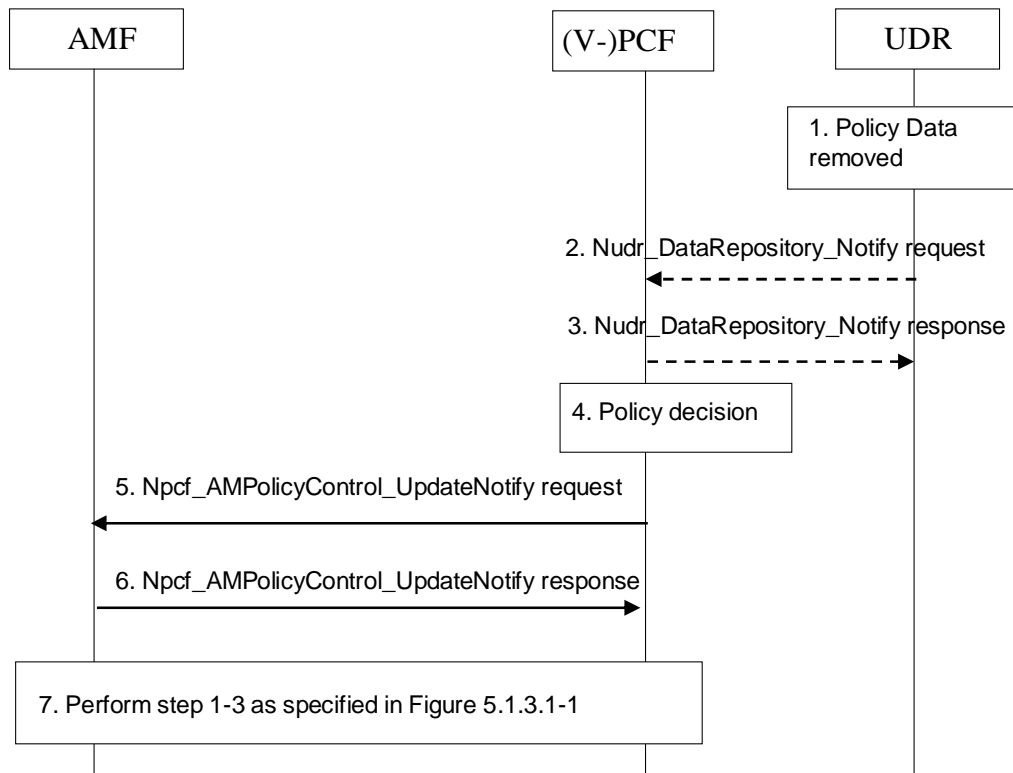 AMF
(V-)PCF
UDR
1. Policy Data
removed
2. Nudr_DataRepository_Notify request
3. Nudr_DataRepository_Notify response
4. Policy decision
5. Npcf_AMPolicyControl_UpdateNotify request
6. Npcf_AMPolicyControl_UpdateNotify response
7. Perform step 1-3 as specified in Figure 5.1.3.1-1